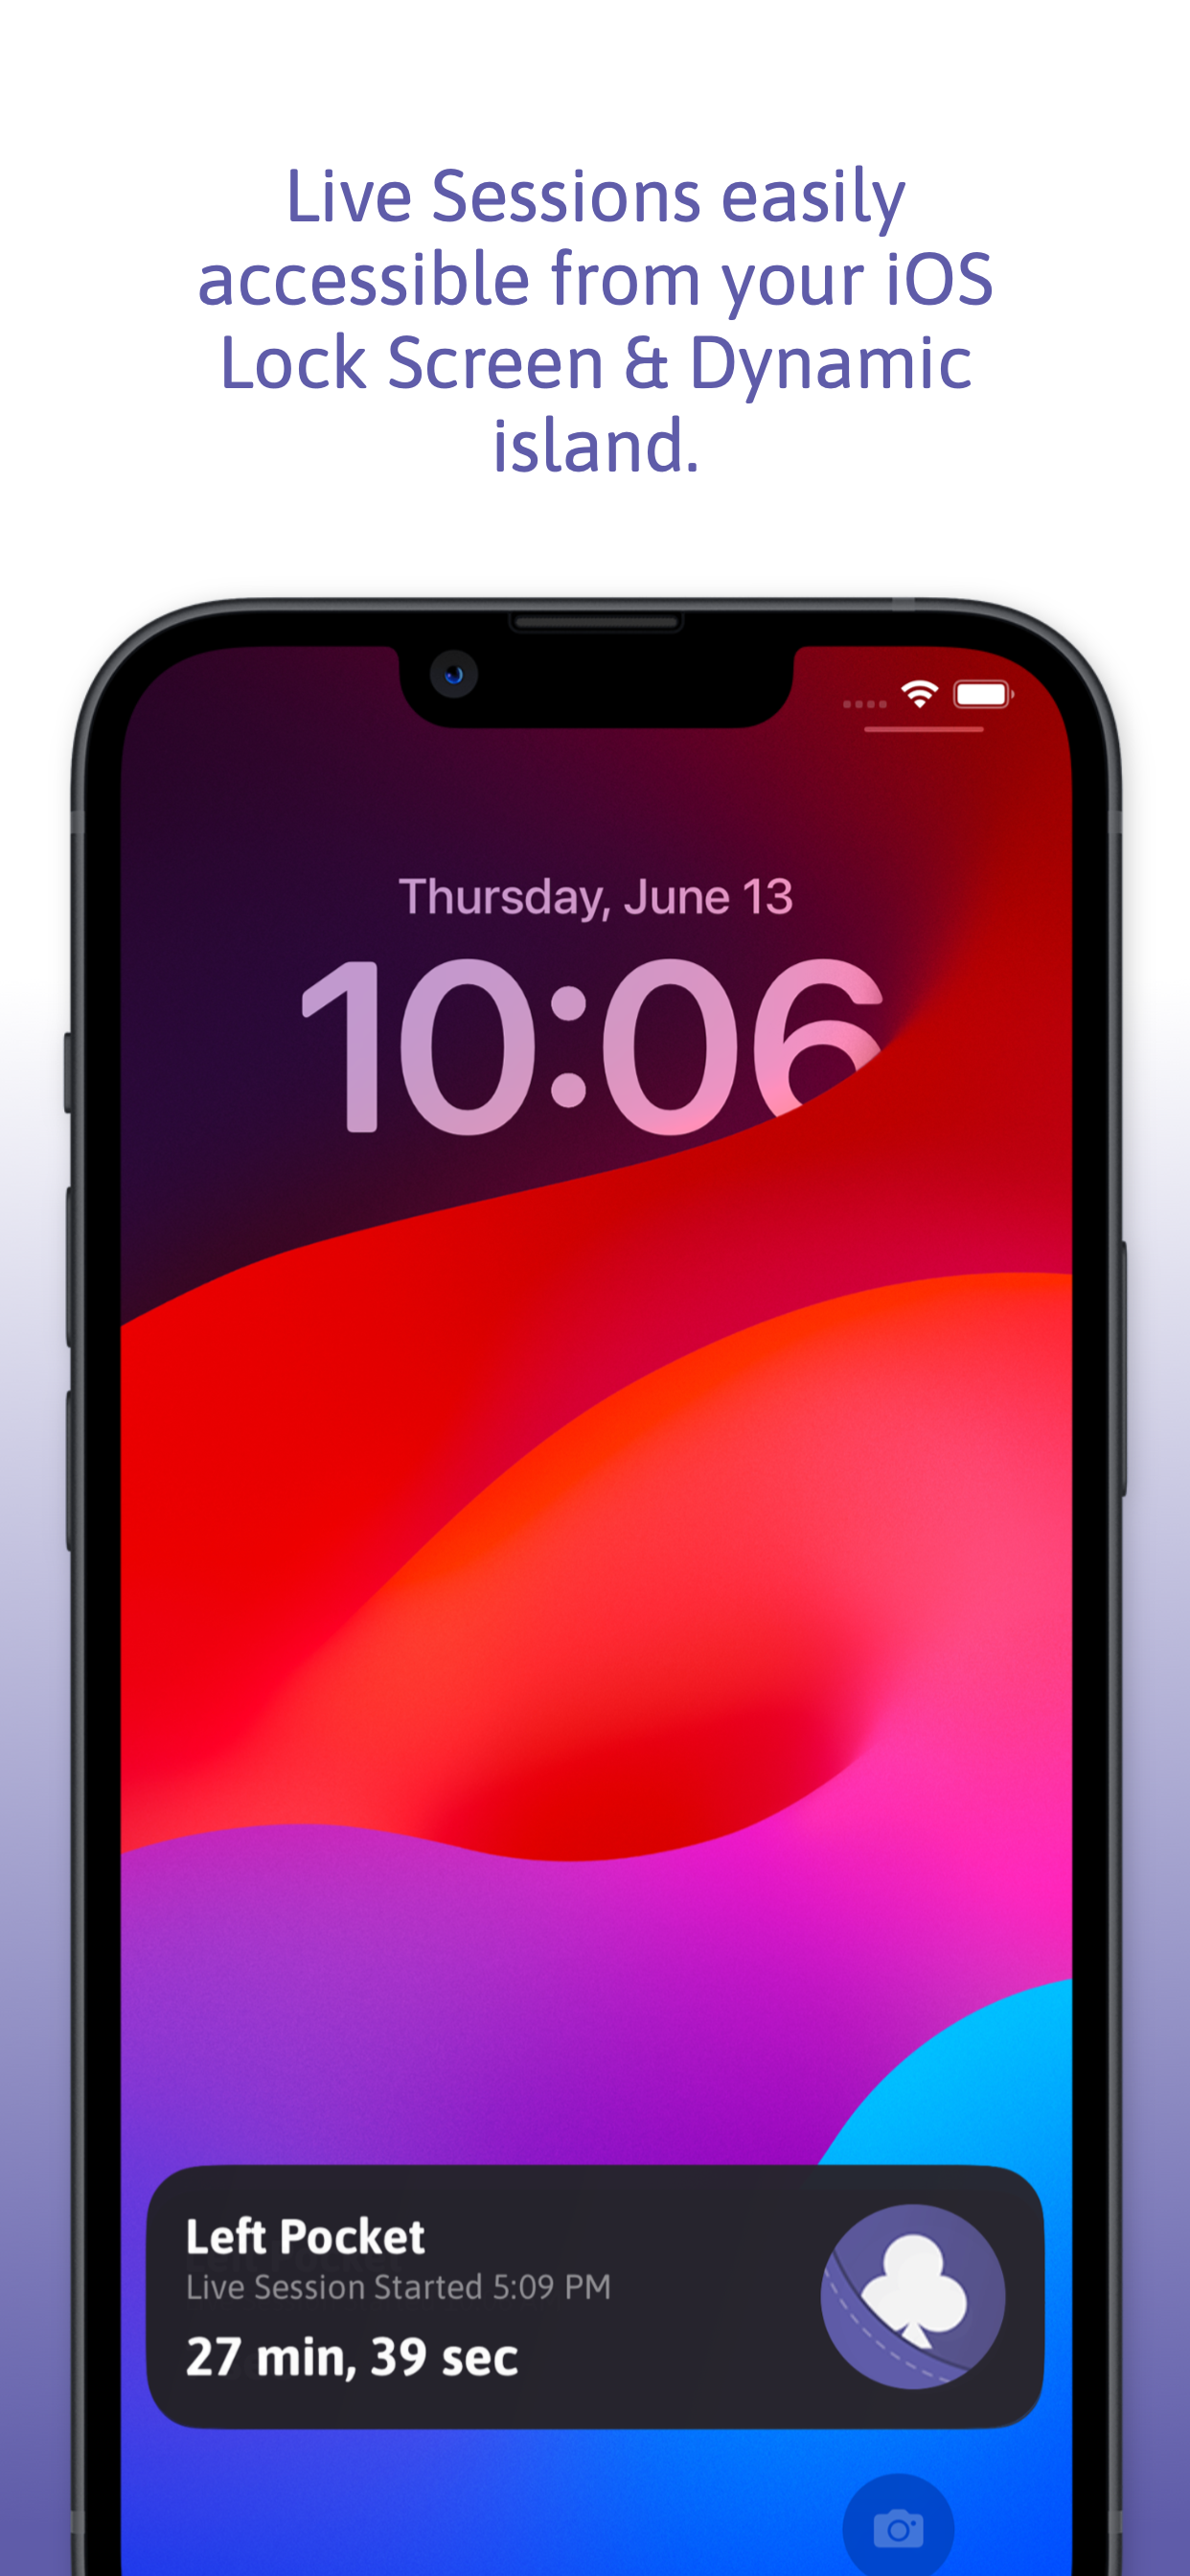 Live Sessions easily
accessible from your iOS
Lock Screen & Dynamic
island.
Thursday, June 13
10:06
Left Pocket
Live Session Started 5:09 PM
27 min, 39 sec